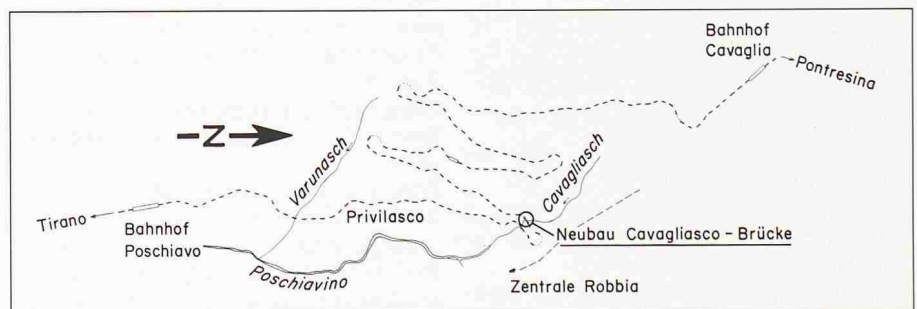 Bahnhof
Cavaglia
Pontresina
N
Varunasch
Cavagliasch
Tirano
Bahnhof
Poschiavo
Privilasco
Neubau Cavagliasco-Brücke
Poschiavino
Zentrale Robbia